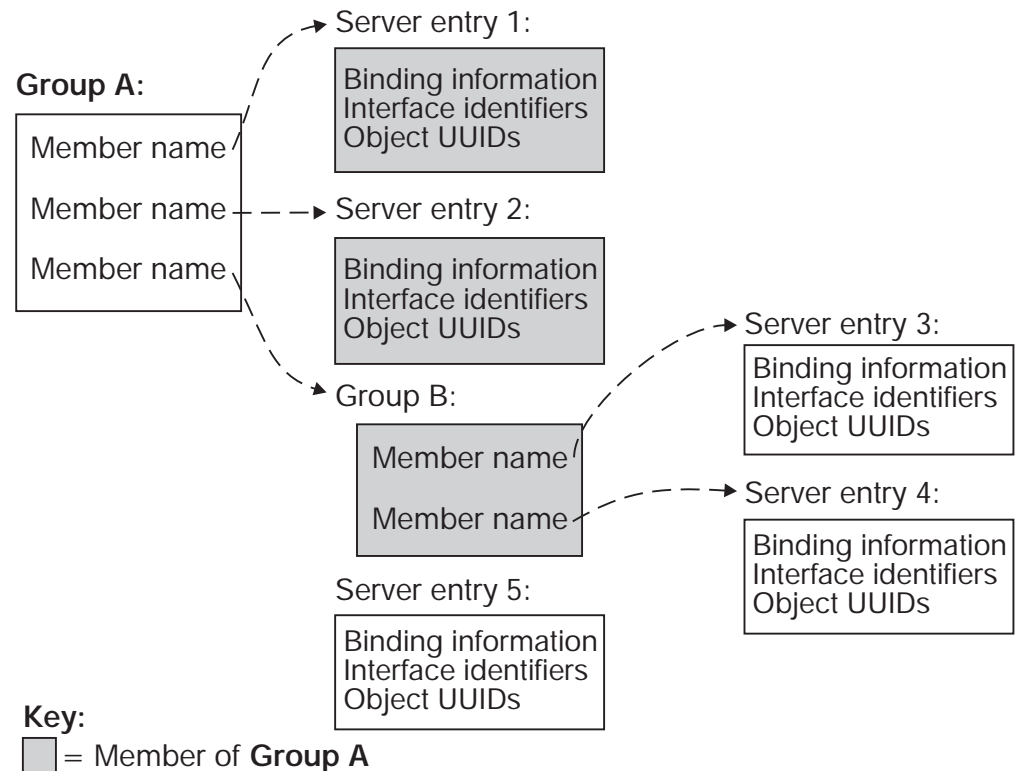 Server entry 1:
Binding information
Interface identifiers
Object UUIDs
Group A:
Member name
Member name
Member name
Server entry 2:
Binding information
Interface identifiers
Object UUIDs
Group B:
Member name
Member name
Server entry 3:
Binding information
Interface identifiers
Object UUIDs
Server entry 4:
Binding information
Interface identifiers
Object UUIDs
Server entry 5:
Binding information
Interface identifiers
Object UUIDs
Key:
= Member of Group A